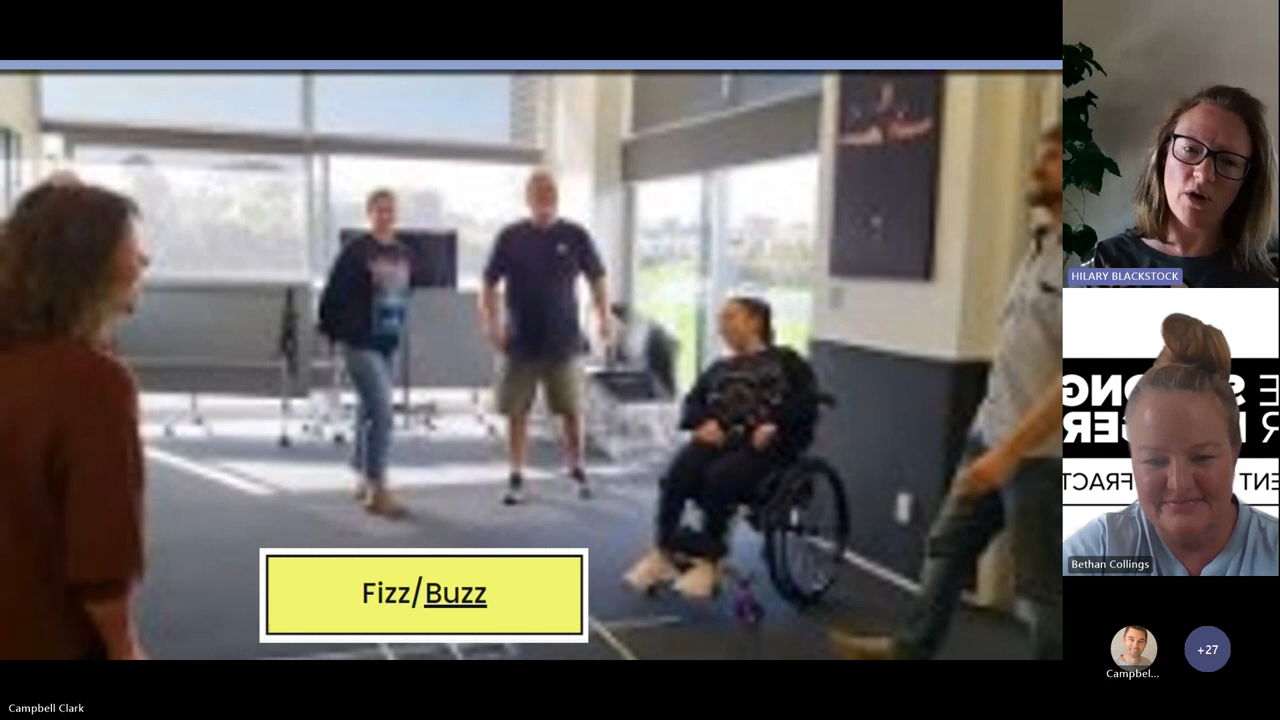 Fizz/Buzz
HILARY BLACKSTOCK
Bethan Collings
Campbel...
+27
Campbell Clark